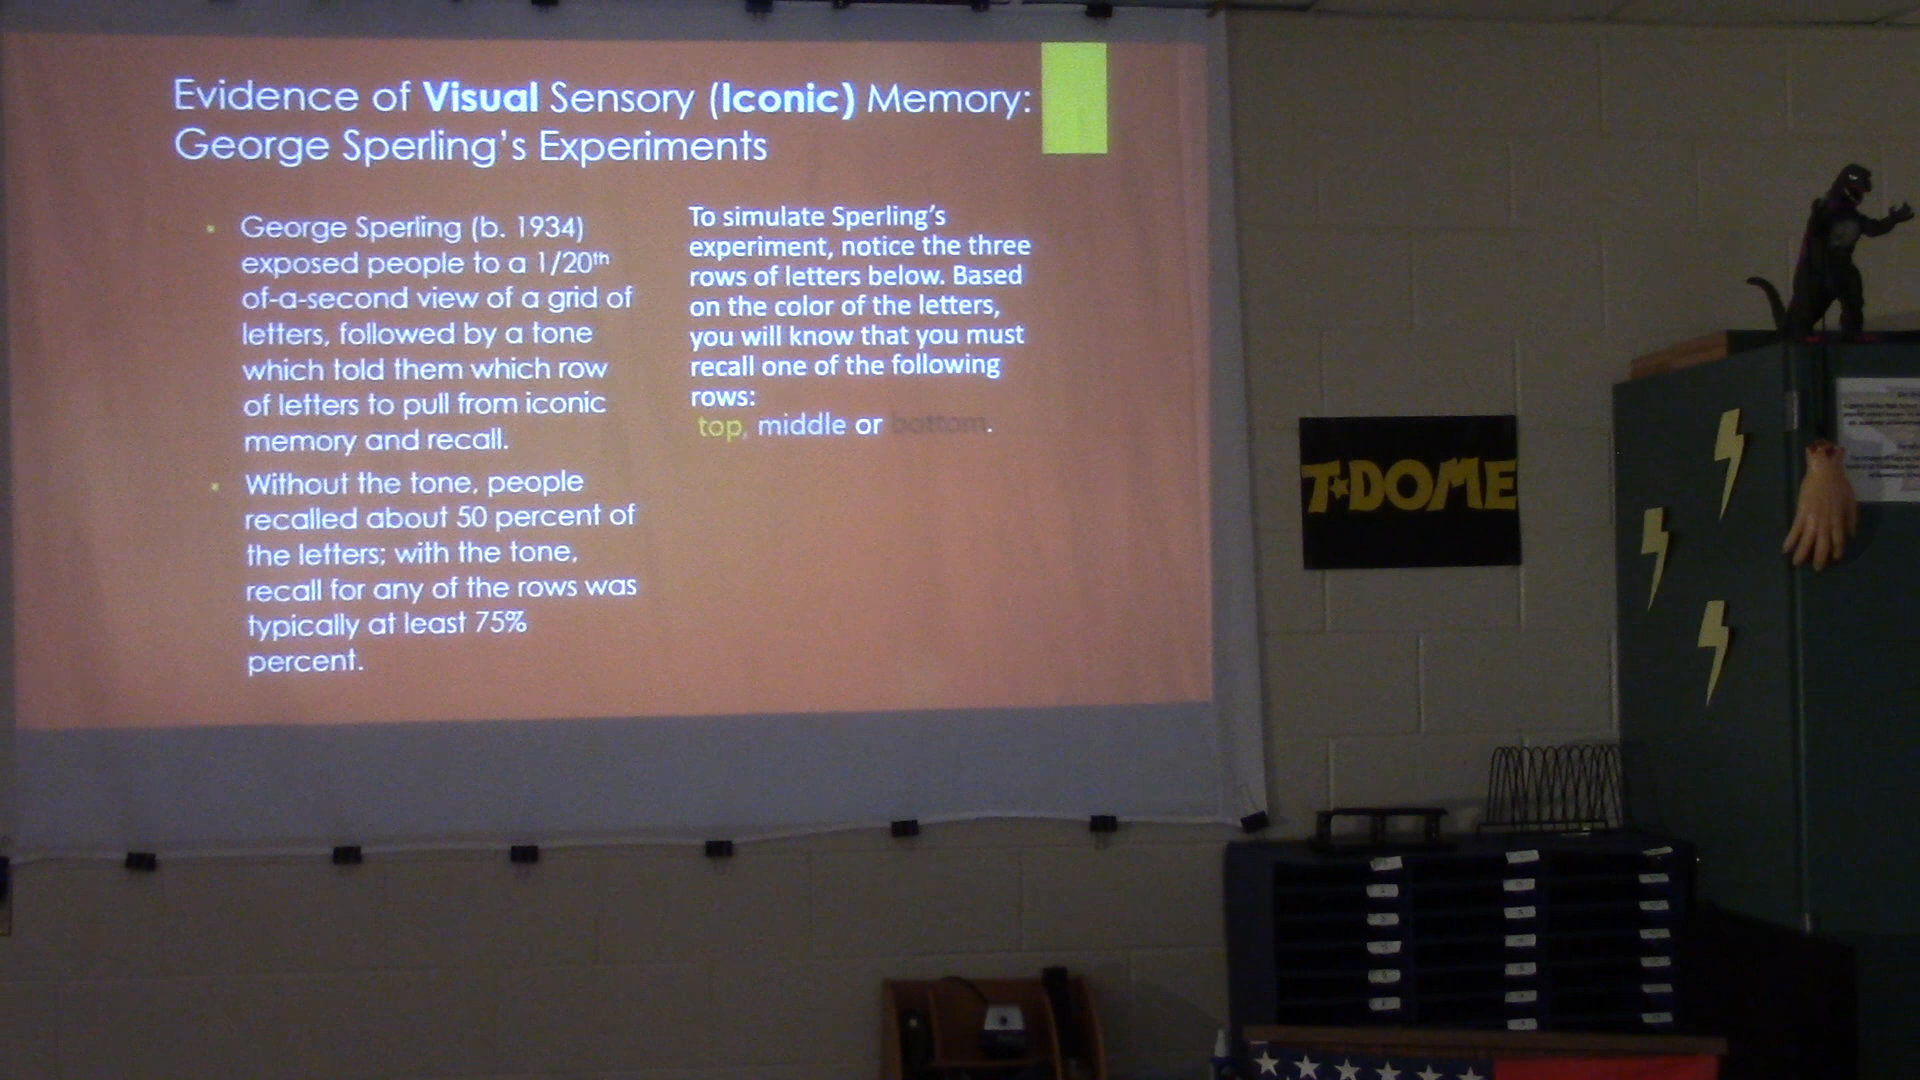 Evidence of Visual Sensory (Iconic) Memory:
George Sperling's Experiments
George Sperling (b. 1934)
exposed people to a 1/20th
of-a-second view of a grid of
letters, followed by a tone
which told them which row
of letters to pull from iconic
memory and recall.
Without the tone, people
recalled about 50 percent of
the letters; with the tone,
recall for any of the rows was
typically at least 75%
percent.
To simulate Sperling's
experiment, notice the three
rows of letters below. Based
on the color of the letters,
you will know that you must
recall one of the following
rows:
top, middle or bottom.
T★DOME